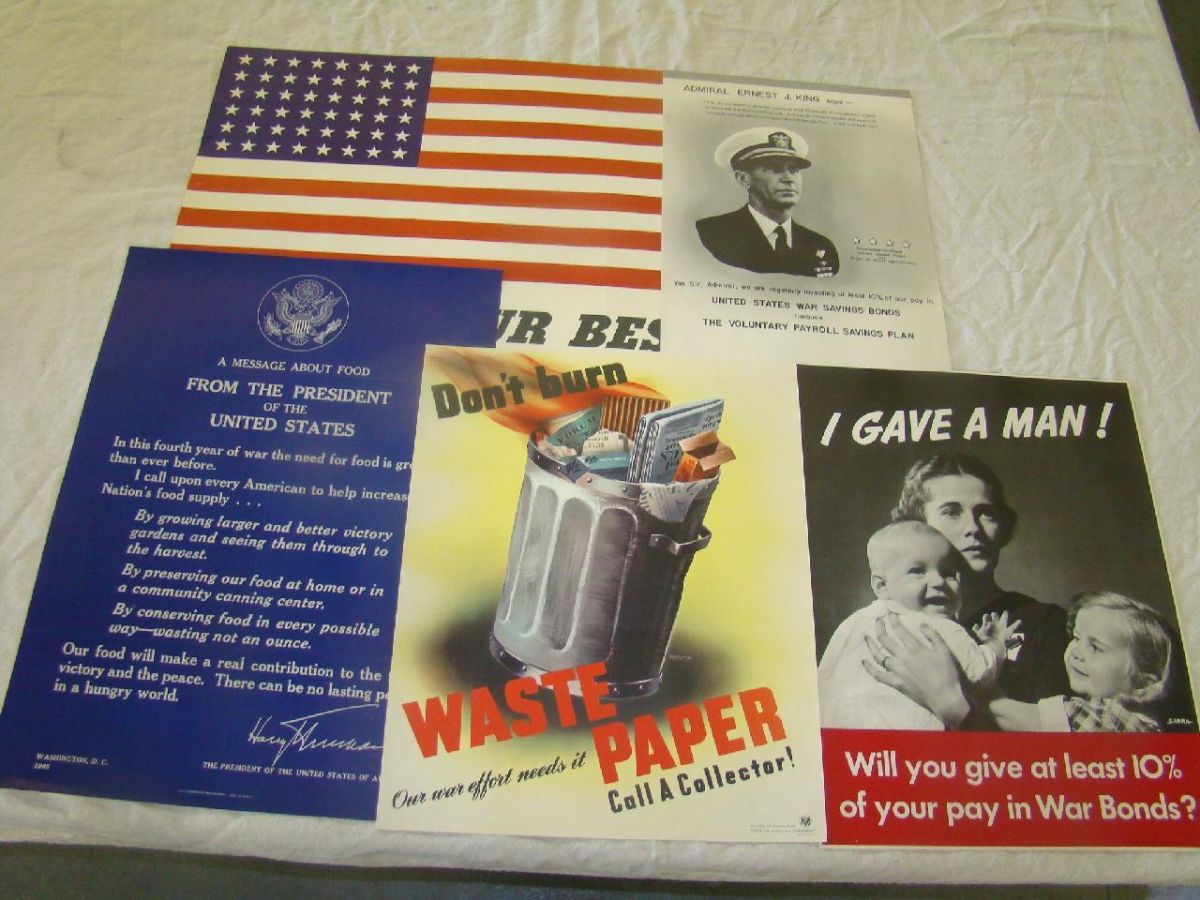 ADMIRAL ERNEST J. KING says —
Yes Sir, Admiral, we are regularly investing at least 10% of our pay in
UNITED STATES WAR SAVINGS BONDS
THROUGH
THE VOLUNTARY PAYROLL SAVINGS PLAN
UR BES
A MESSAGE ABOUT FOOD
FROM THE PRESIDENT
OF THE
UNITED STATES
In this fourth year of war the need for food is gre
than ever before.
I call upon every American to help increas
Nation's food supply . . .
By growing larger and better victory
gardens and seeing them through to
the harvest.
By preserving our food at home or in
a community canning center.
By conserving food in every possible
way—wasting not an ounce.
Our food will make a real contribution to the
victory and the peace. There can be no lasting pe
in a hungry world.
Harry Truman
WASHINGTON, D. C.
1945
THE PRESIDENT OF THE UNITED STATES OF A
Don't burn
WASTE
PAPER
Our war effort needs it
Call A Collector!
I GAVE A MAN!
SARRA
Will you give at least 10%
of your pay in War Bonds?